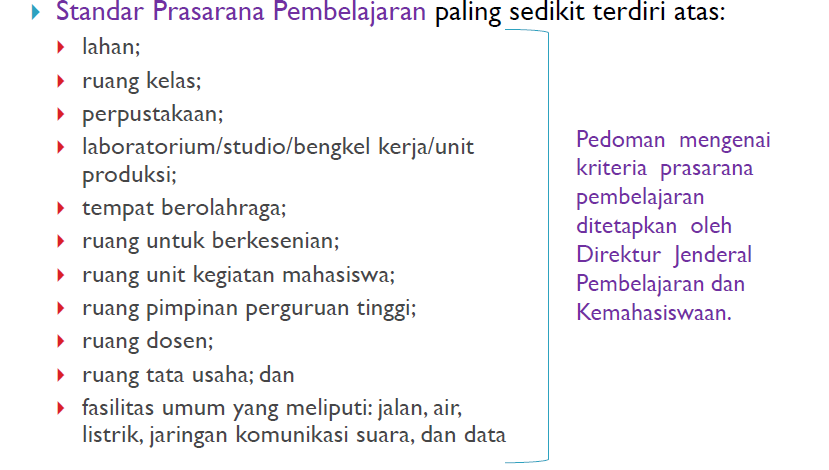 Standar Prasarana Pembelajaran paling sedikit terdiri atas:
lahan;
ruang kelas;
perpustakaan;
laboratorium/studio/bengkel kerja/unit
produksi;
tempat berolahraga;
ruang untuk berkesenian;
ruang unit kegiatan mahasiswa;
ruang pimpinan perguruan tinggi;
ruang dosen;
ruang tata usaha; dan
fasilitas umum yang meliputi: jalan, air,
listrik, jaringan komunikasi suara, dan data
Pedoman mengenai
kriteria prasarana
pembelajaran
ditetapkan oleh
Direktur Jenderal
Pembelajaran dan
Kemahasiswaan.